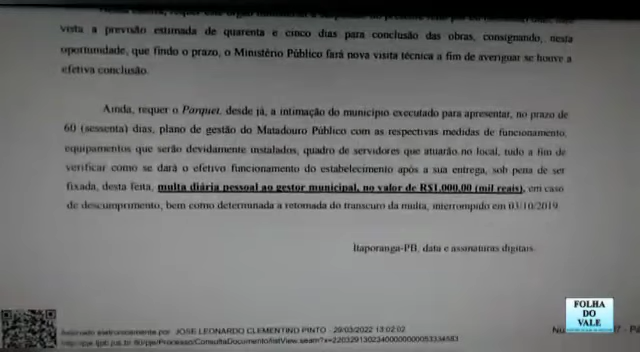 vista a previsão estimada de quarenta e cinco dias para conclusão das obras, consignando, nesta
oportunidade, que findo o prazo, o Ministério Público fará nova visita técnica a fim de averiguar se houve a
efetiva conclusão.
Ainda, requer o Parquet, desde já, a intimação do município executado para apresentar, no prazo de
60 (sessenta) dias, plano de gestão do Matadouro Público com as respectivas medidas de funcionamento,
equipamentos que serão devidamente instalados, quadro de servidores que atuarão no local, tudo a fim de
verificar como se dará o efetivo funcionamento do estabelecimento após a sua entrega, sob pena de ser
fixada, desta feita, multa diária pessoal ao gestor municipal, no valor de R$1.000,00 (mil reais), em caso
de descumprimento, bem como determinada a retomada do transcurso da multa, interrompido em 03/10/2019.
Itaporanga-PB, data e assinaturas digitais.
FOLHA
DO
VALE
Assinado eletronicamente por: JOSE LEONARDO CLEMENTINO PINTO - 29/03/2022 13:02:02